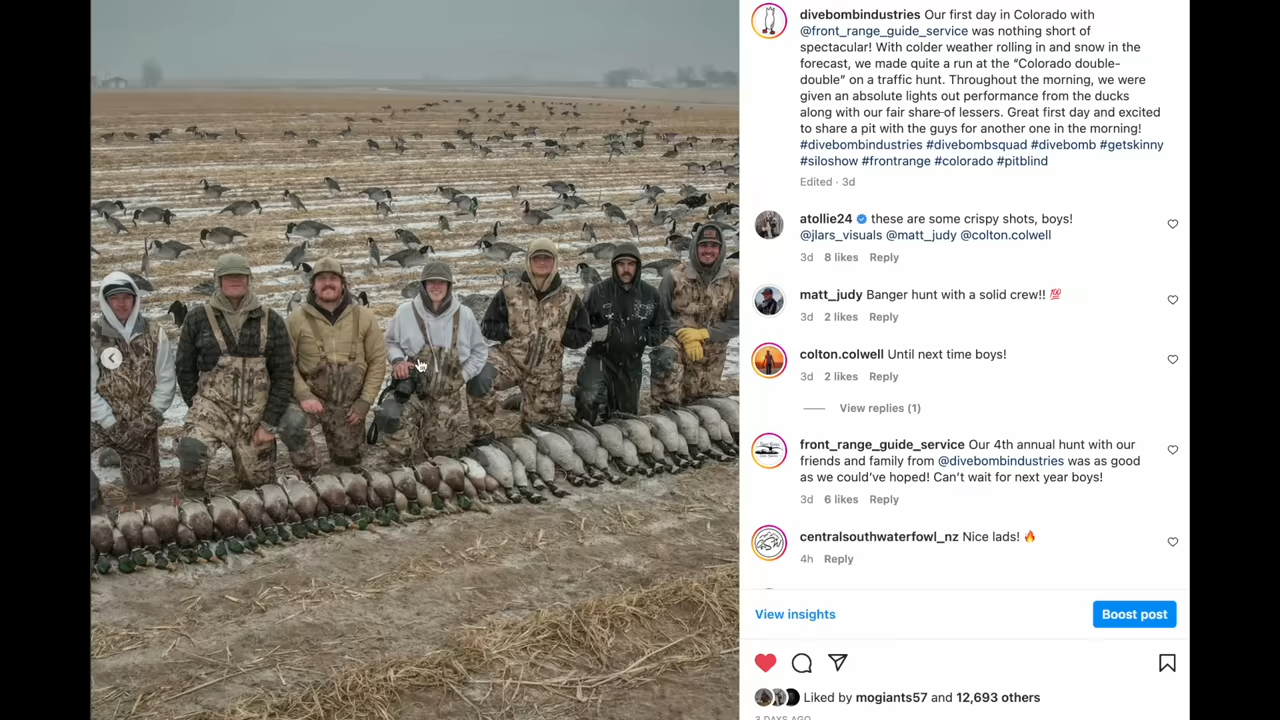 divebombindustries Our first day in Colorado with
@front_range_guide_service was nothing short of
spectacular! With colder weather rolling in and snow in the
forecast, we made quite a run at the “Colorado double-
double” on a traffic hunt. Throughout the morning, we were
given an absolute lights out performance from the ducks
along with our fair share of lessers. Great first day and excited
to share a pit with the guys for another one in the morning!
#divebombindustries #divebombsquad #divebomb #getskinny
#siloshow #frontrange #colorado #pitblind
Edited · 3d
atollie24 these are some crispy shots, boys!
@jlars_visuals @matt_judy @colton.colwell
3d 8 likes Reply
matt_judy Banger hunt with a solid crew!! 💯
3d 2 likes Reply
colton.colwell Until next time boys!
3d 2 likes Reply
View replies (1)
front_range_guide_service Our 4th annual hunt with our
friends and family from @divebombindustries was as good
as we could’ve hoped! Can’t wait for next year boys!
3d 6 likes Reply
centralsouthwaterfowl_nz Nice lads! 🔥
4h Reply
View insights
Boost post
Liked by mogiants57 and 12,693 others
3 DAYS AGO